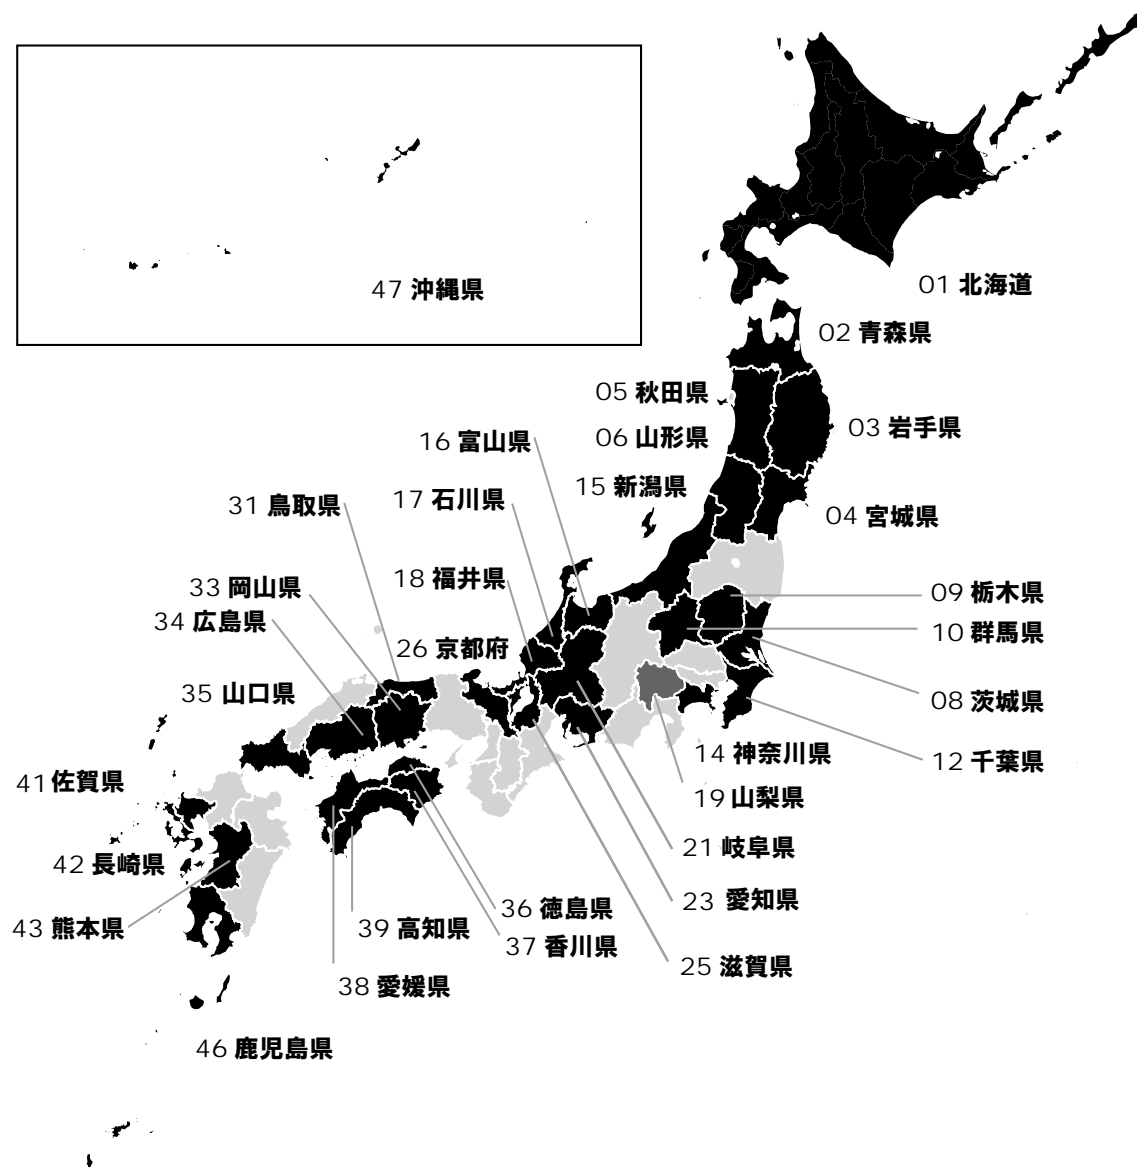 47 沖縄県
01 北海道
02 青森県
05 秋田県
03 岩手県
16 富山県
06 山形県
15 新潟県
17 石川県
31 鳥取県
04 宮城県
18 福井県
33 岡山県
09 栃木県
34 広島県
10 群馬県
26 京都府
35 山口県
08 茨城県
14 神奈川県
12 千葉県
41 佐賀県
19 山梨県
21 岐阜県
42 長崎県
23 愛知県
36 徳島県
43 熊本県
39 高知県
37 香川県
25 滋賀県
38 愛媛県
46 鹿児島県